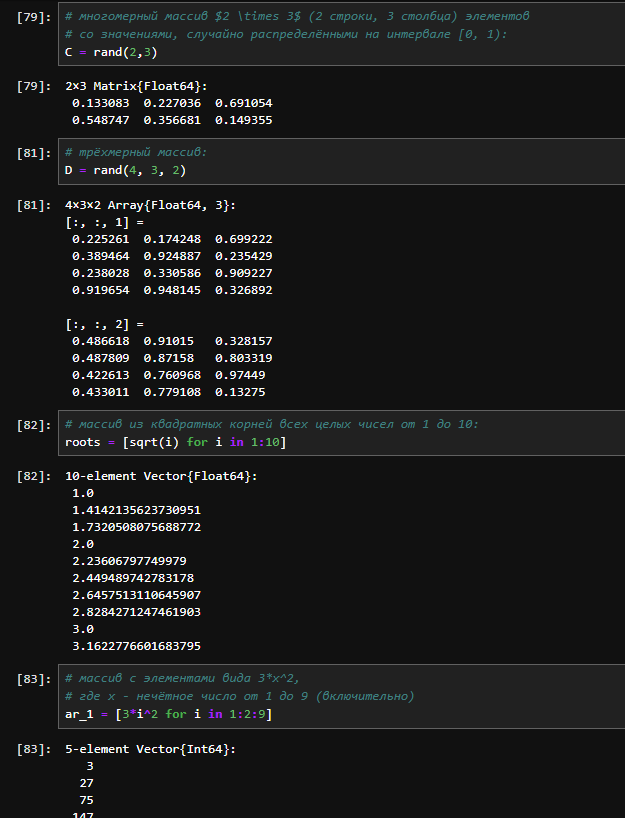 [79]: # многомерный массив $2 \times 3$ (2 строки, 3 столбца) элементов
# со значениями, случайно распределёнными на интервале [0, 1):
C = rand(2,3)
[79]: 2×3 Matrix{Float64}:
0.133083 0.227036 0.691054
0.548747 0.356681 0.149355
[81]: # трёхмерный массив:
D = rand(4, 3, 2)
[81]: 4×3×2 Array{Float64, 3}:
[:, :, 1] =
0.225261 0.174248 0.699222
0.389464 0.924887 0.235429
0.238028 0.330586 0.909227
0.919654 0.948145 0.326892
[:, :, 2] =
0.486618 0.91015 0.328157
0.487809 0.87158 0.803319
0.422613 0.760968 0.97449
0.433011 0.779108 0.13275
[82]: # массив из квадратных корней всех целых чисел от 1 до 10:
roots = [sqrt(i) for i in 1:10]
[82]: 10-element Vector{Float64}:
1.0
1.4142135623730951
1.7320508075688772
2.0
2.23606797749979
2.449489742783178
2.6457513110645907
2.8284271247461903
3.0
3.1622776601683795
[83]: # массив с элементами вида 3*x^2,
# где x - нечётное число от 1 до 9 (включительно)
ar_1 = [3*i^2 for i in 1:2:9]
[83]: 5-element Vector{Int64}:
3
27
75
147